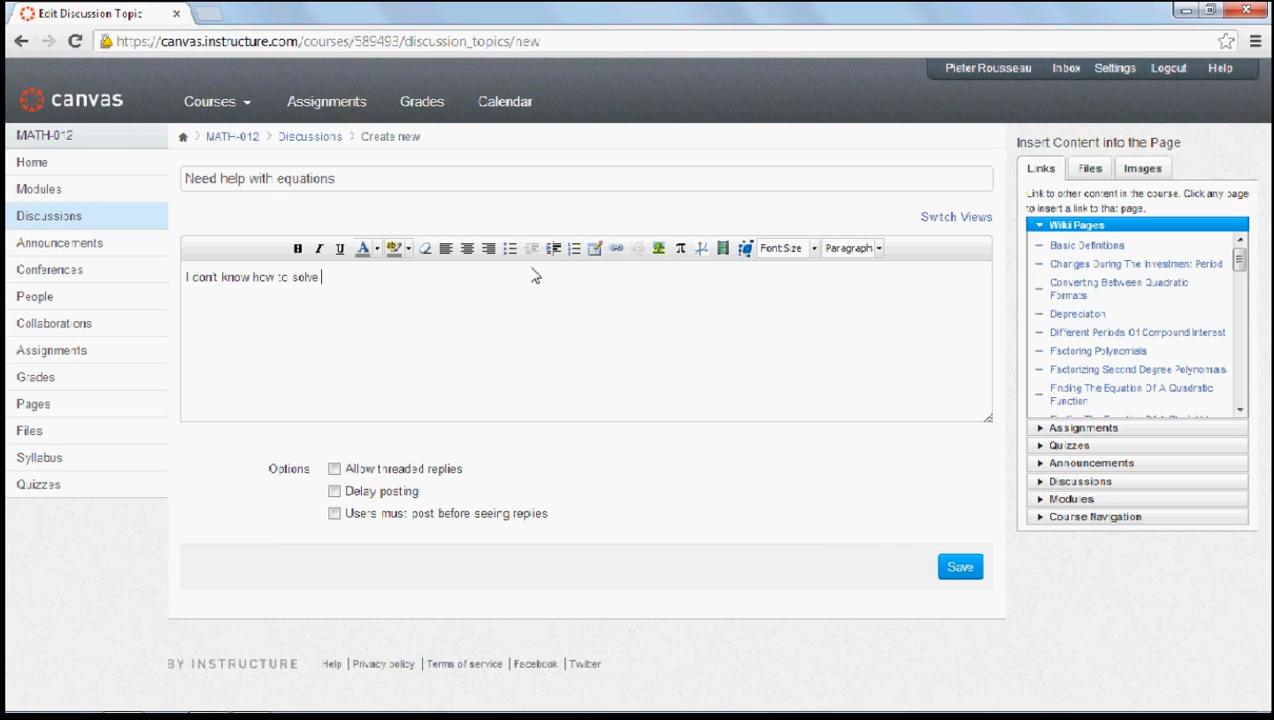 Edit Discussion Topic
https://canvas.instructure.com/courses/589493/discussion_topics/new
Pieter Rousseau Inbox Settings Logout Help
canvas Courses Assignments Grades Calendar
MATH-012
Home
Modules
Discussions
Announcements
Conferences
People
Collaborations
Assignments
Grades
Pages
Files
Syllabus
Quizzes
MATH-012 > Discussions > Create new
Need help with equations
Switch Views
B I U A aby π Font Size Paragraph
I don't know how to solve
Options
Allow threaded replies
Delay posting
Users must post before seeing replies
Save
Insert Content into the Page
Links Files Images
Link to other content in the course. Click any page
to insert a link to that page.
Wiki Pages
Basic Definitions
Changes During The Investment Period
Converting Between Quadratic
Formats
Depreciation
Different Periods Of Compound Interest
Factoring Polynomials
Factorizing Second Degree Polynomials
Finding The Equation Of A Quadratic
Function
Assignments
Quizzes
Announcements
Discussions
Modules
Course Navigation
BY INSTRUCTURE Help | Privacy policy | Terms of service | Facebook | Twitter